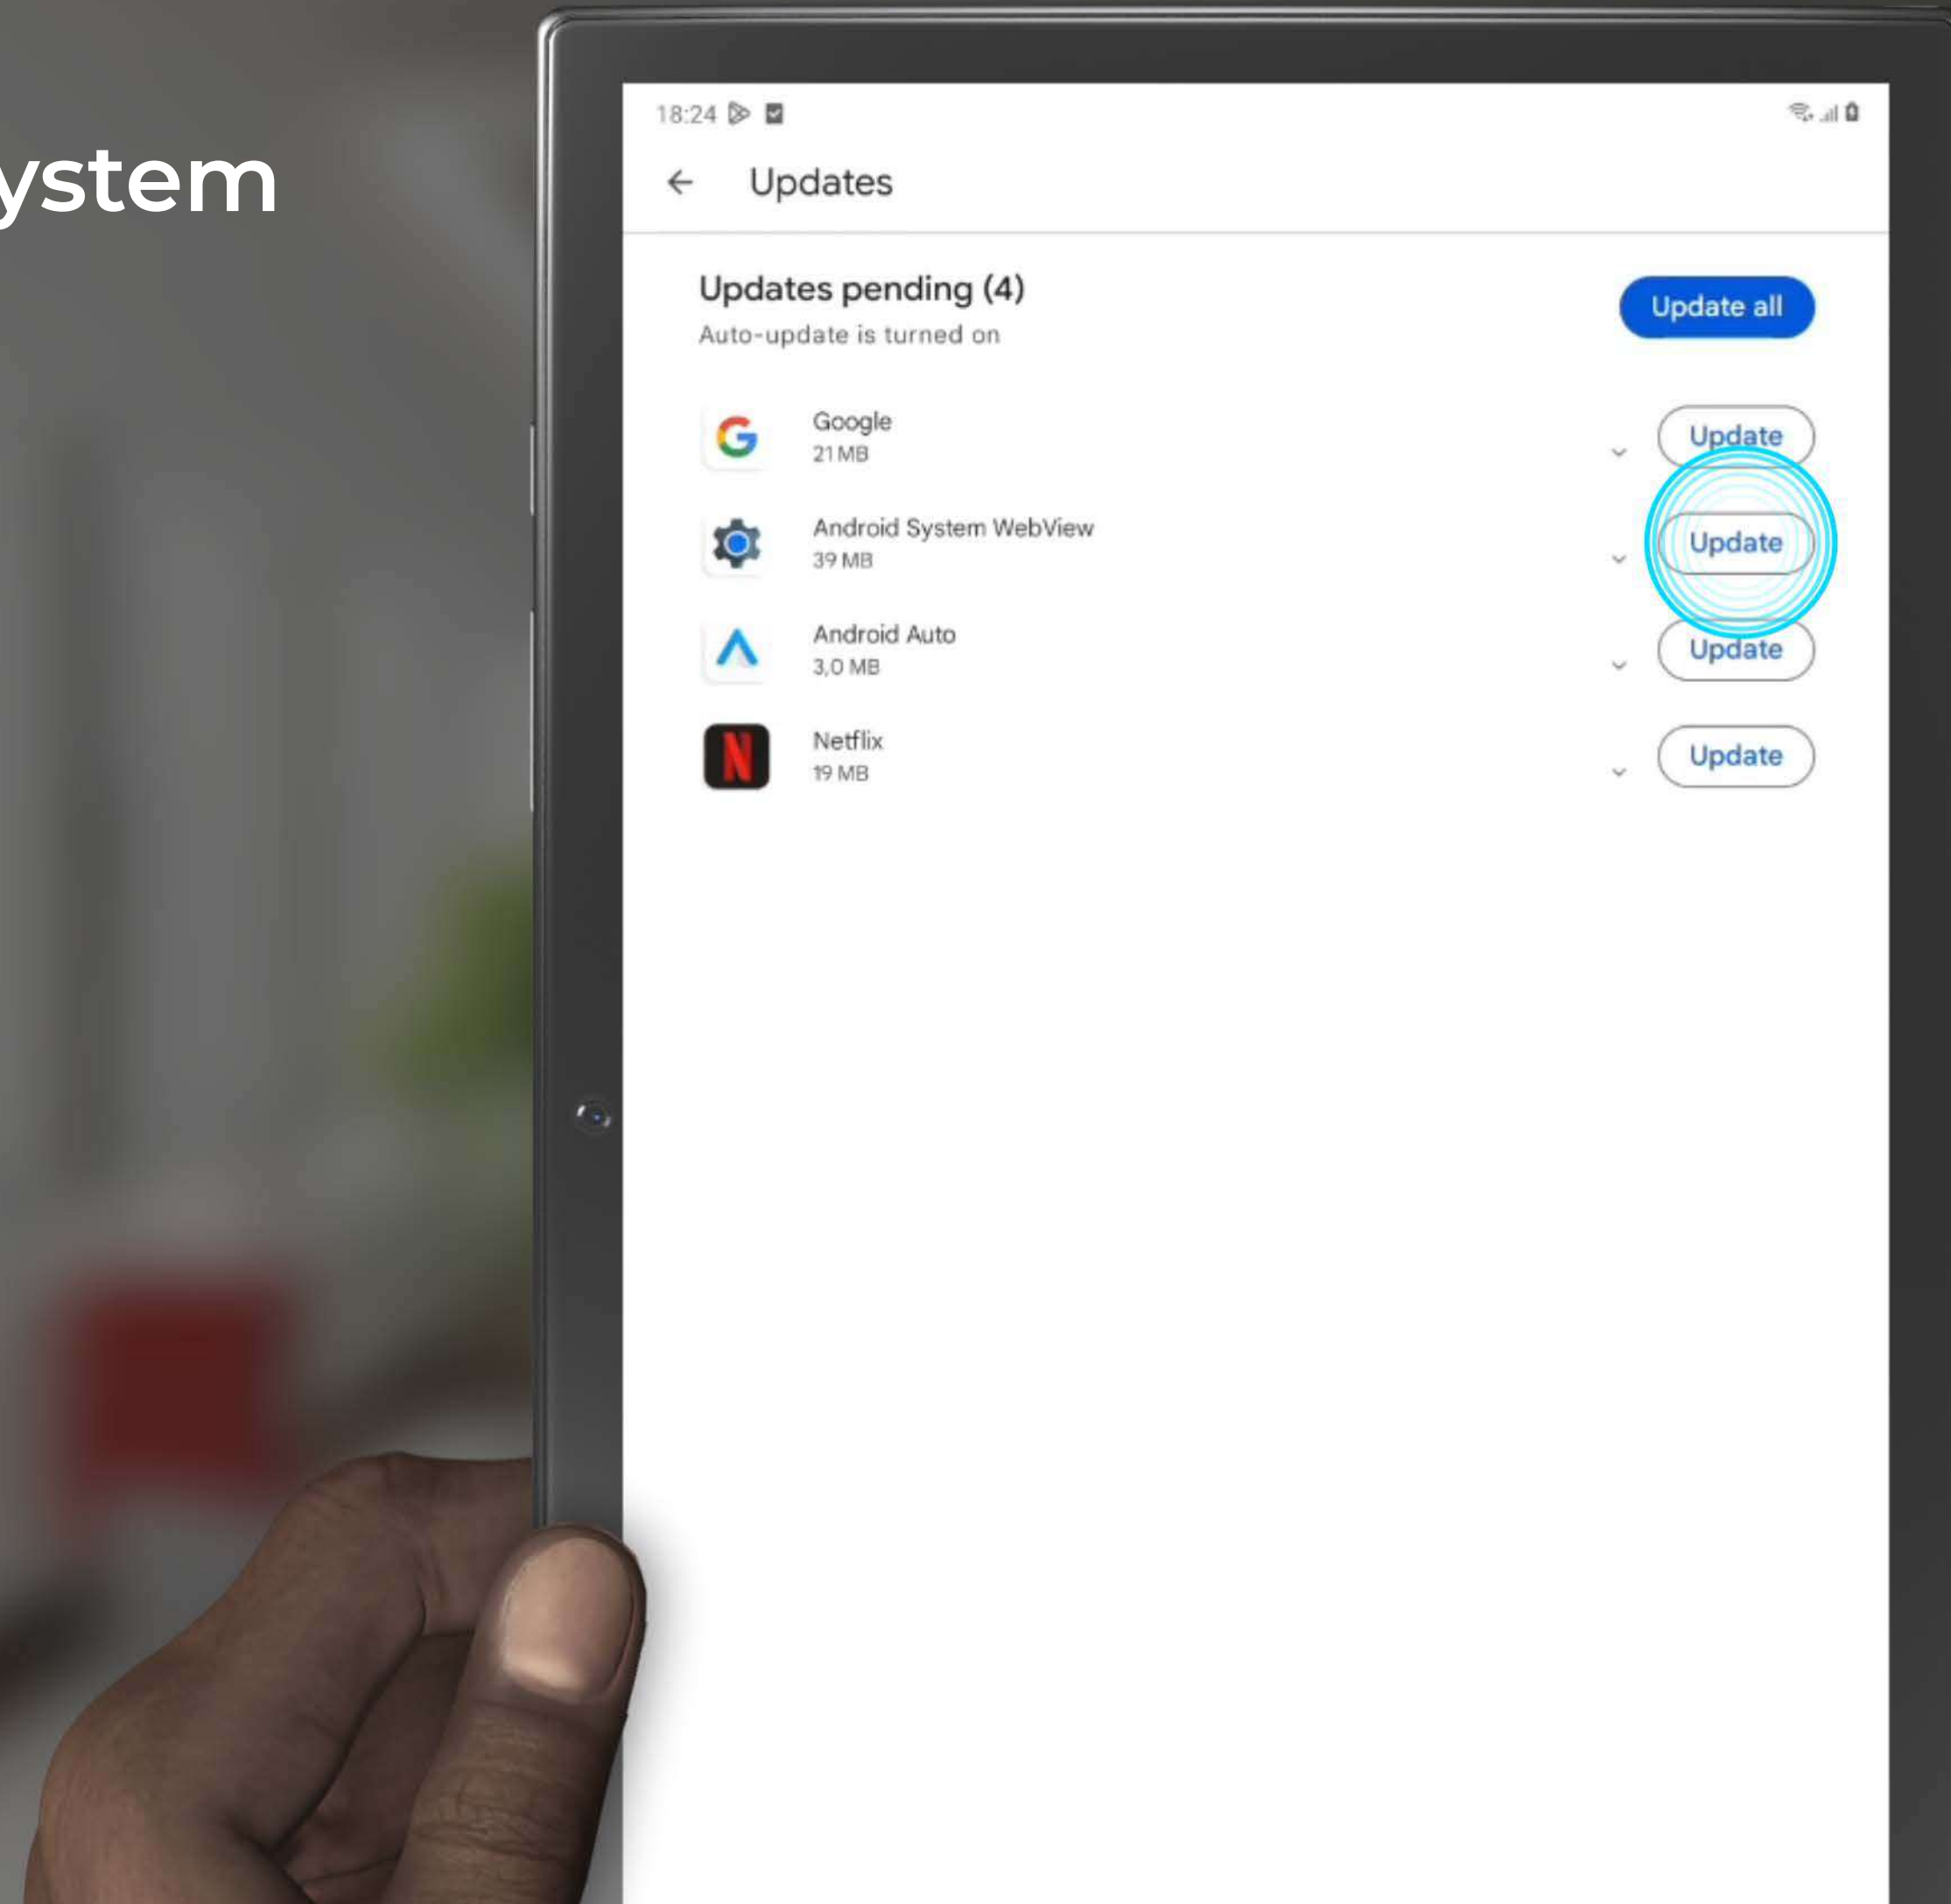 ystem
18:24
Updates
Updates pending (4)
Update all
Auto-update is turned on
Google
21 MB
Update
Android System WebView
39 MB
Update
Android Auto
3,0 MB
Update
Netflix
19 MB
Update